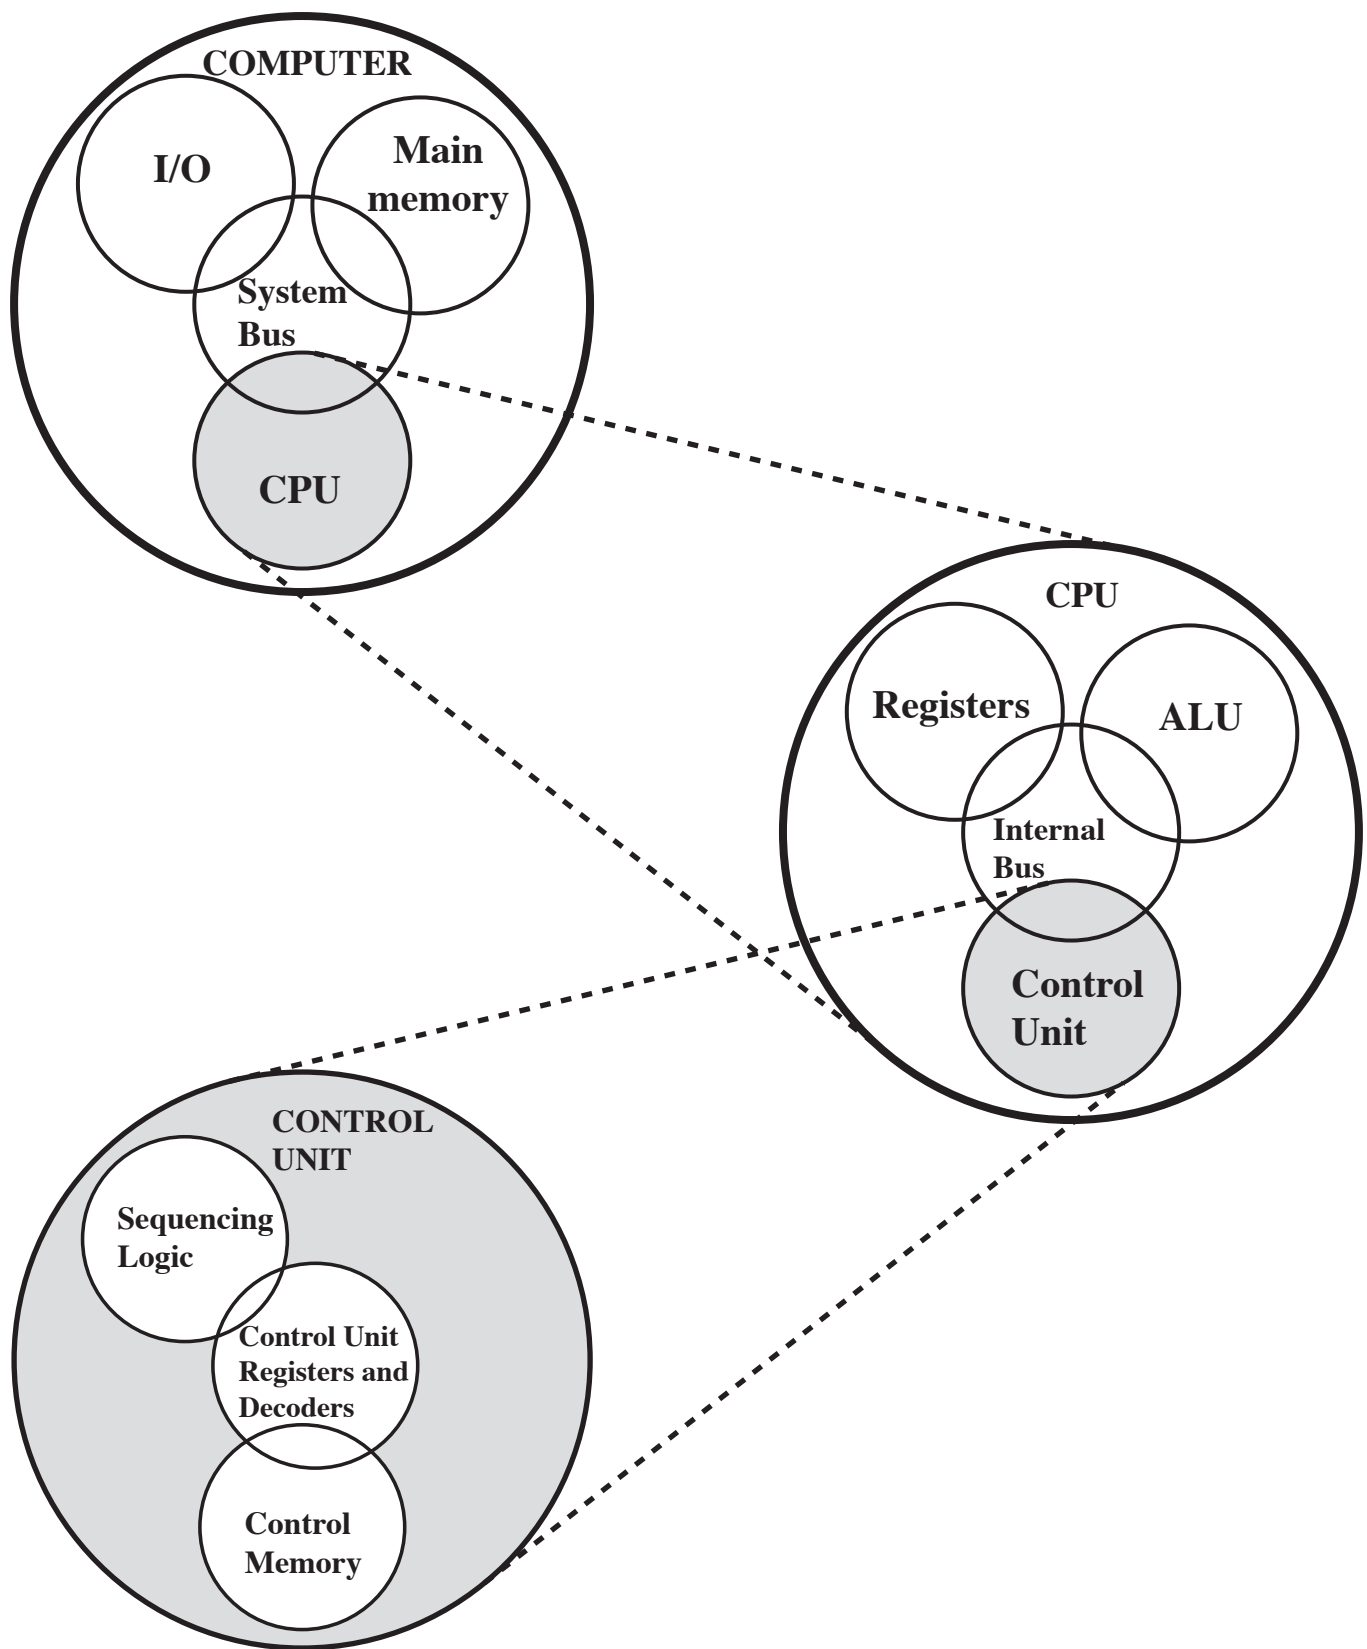 COMPUTER
I/O
Main
memory
System
Bus
CPU
CPU
Registers
ALU
Internal
Bus
Control
Unit
CONTROL
UNIT
Sequencing
Logic
Control Unit
Registers and
Decoders
Control
Memory